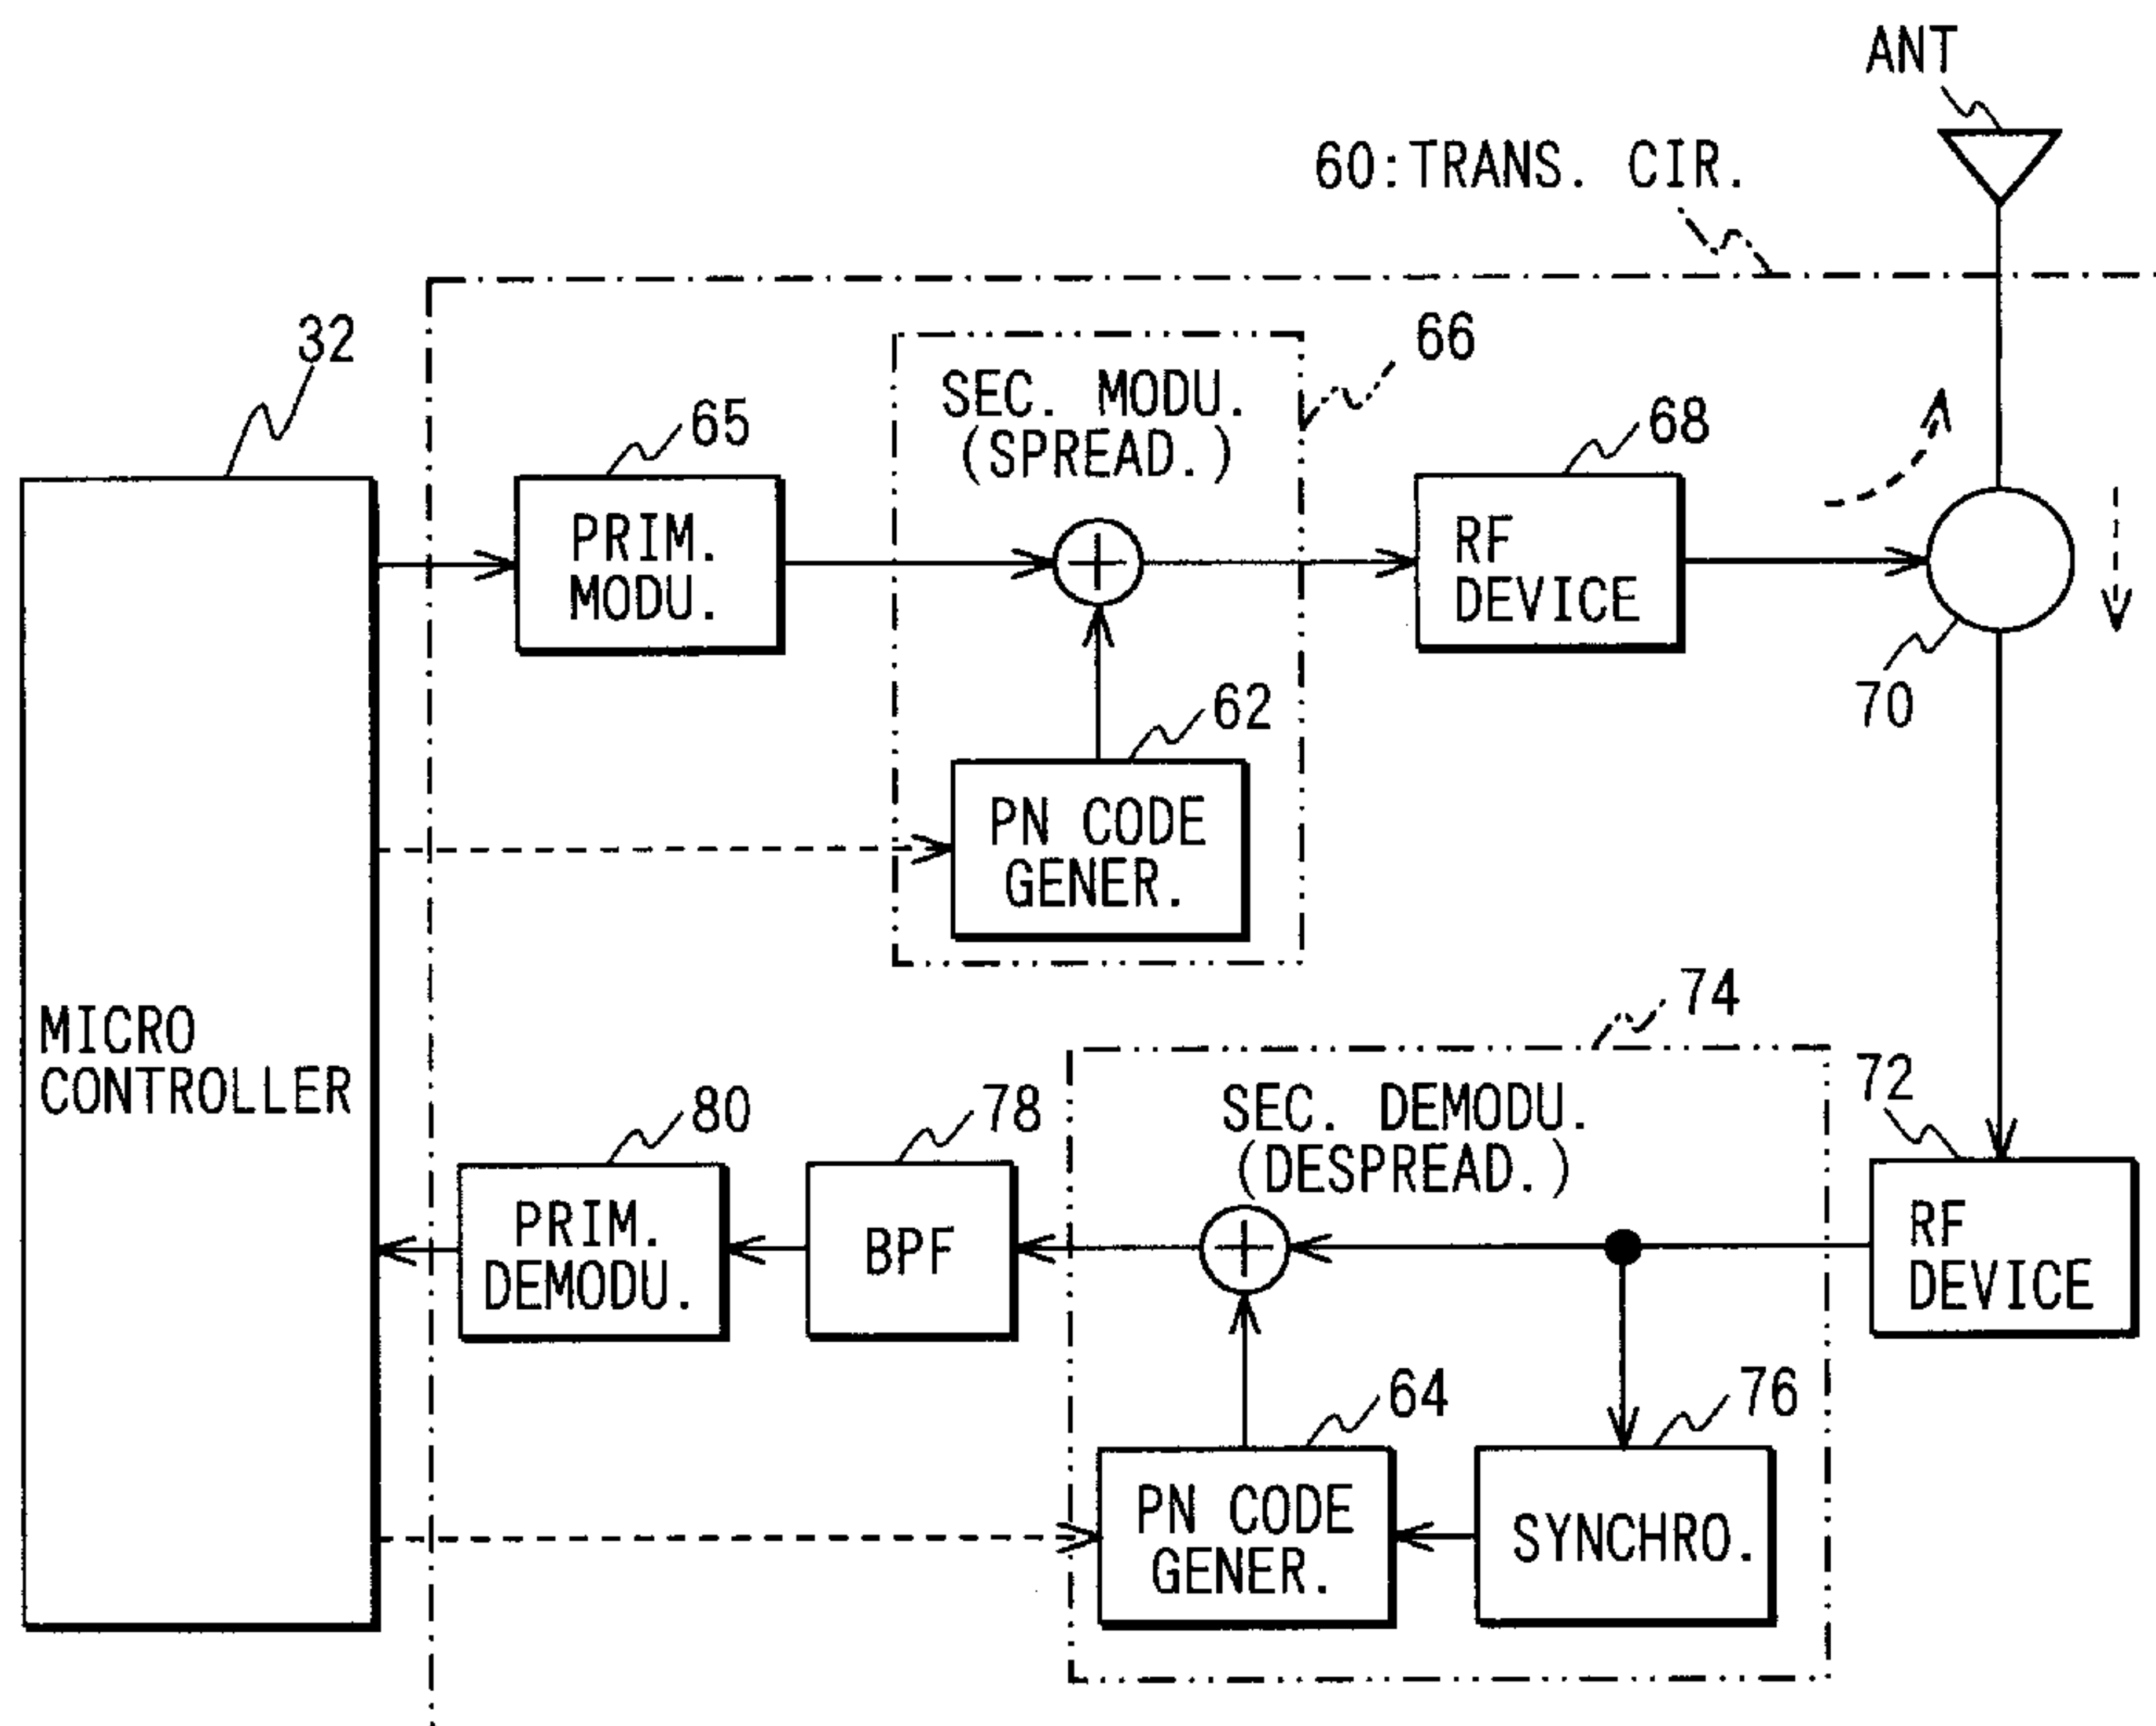 ANT
60:TRANS. CIR.
32
66
SEC. MODU.
(SPREAD.)
65
68
PRIM.
MODU.
RF
DEVICE
62
70
PN CODE
GENER.
74
MICRO
CONTROLLER
80
78
SEC. DEMODU.
(DESPREAD.)
72
PRIM.
DEMODU.
BPF
RF
DEVICE
64
76
PN CODE
GENER.
SYNCHRO.